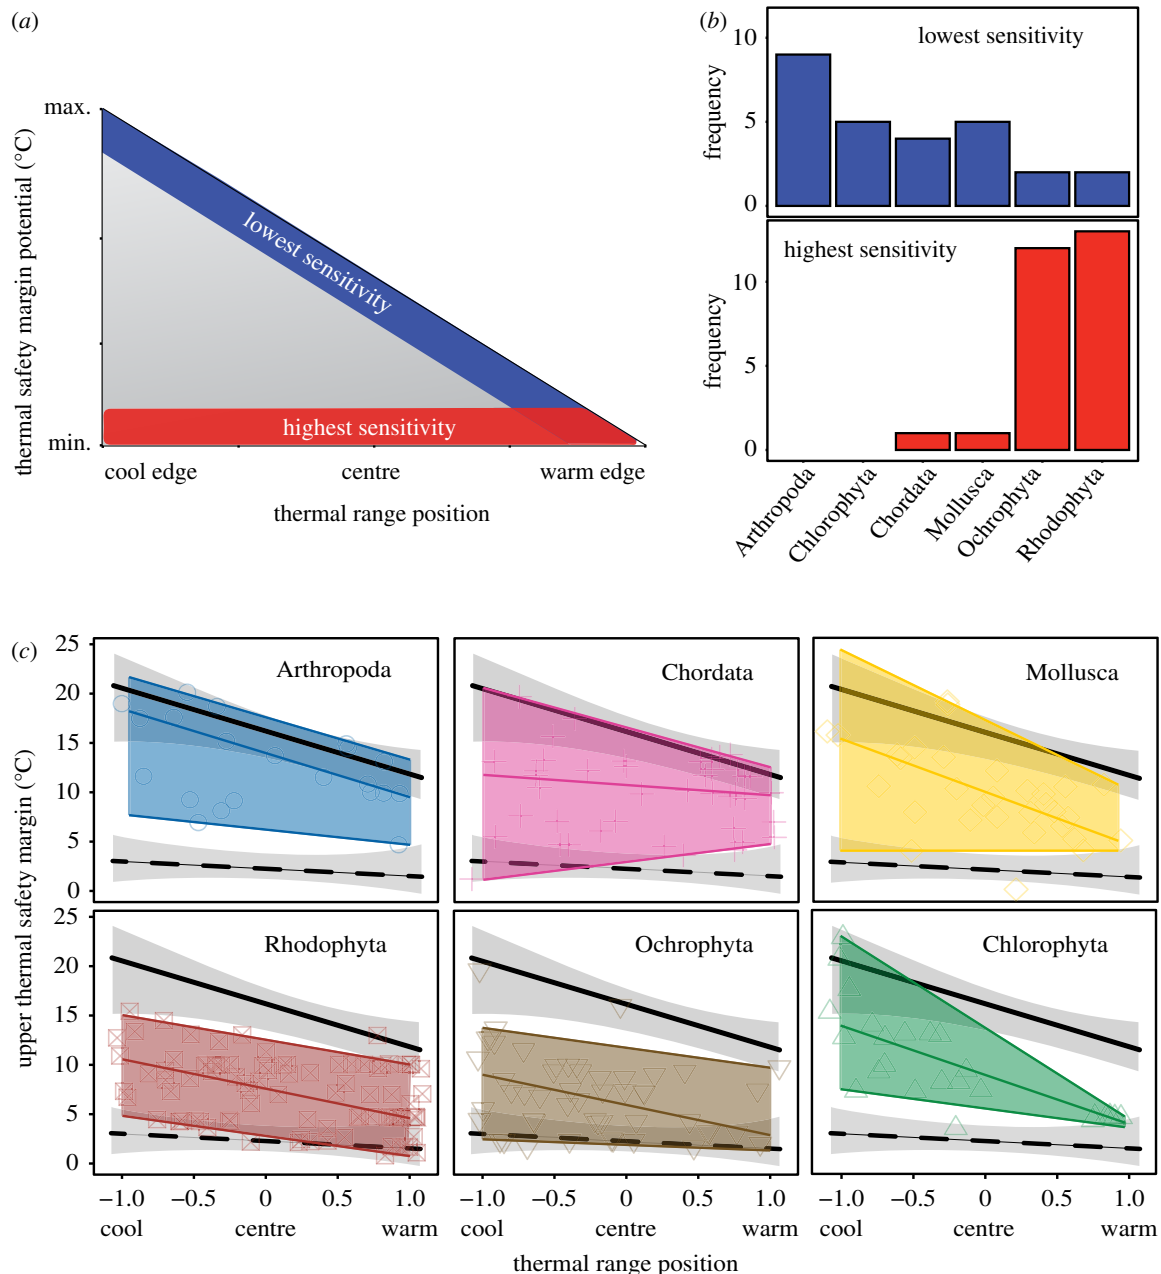 (a)
thermal safety margin potential (°C)
max.
min.
lowest sensitivity
highest sensitivity
cool edge
centre
warm edge
thermal range position
(b)
frequency
10
5
0
lowest sensitivity
frequency
10
5
0
highest sensitivity
Arthropoda
Chlorophyta
Chordata
Mollusca
Ochrophyta
Rhodophyta
(c)
upper thermal safety margin (°C)
25
20
15
10
5
0
Arthropoda
Chordata
Mollusca
25
20
15
10
5
0
Rhodophyta
Ochrophyta
Chlorophyta
−1.0 −0.5 0 0.5 1.0
cool centre warm
−1.0 −0.5 0 0.5 1.0
cool centre warm
−1.0 −0.5 0 0.5 1.0
cool centre warm
thermal range position